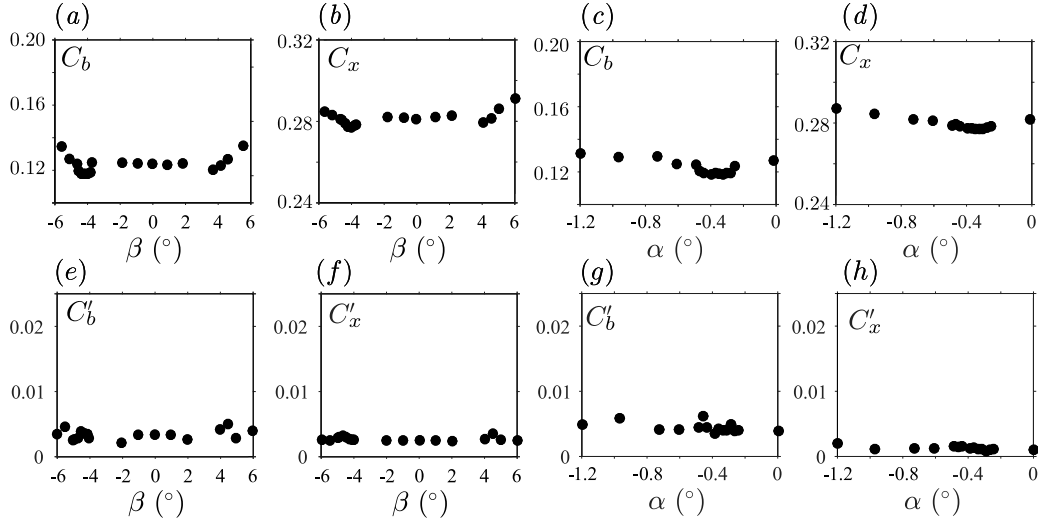 (a) (b) (c) (d)
0.20 0.32 0.20 0.32
C_b C_x C_b C_x
0.16 0.28 0.16 0.28
0.12 0.12
0.24 0.24
-6 -4 -2 0 2 4 6 -6 -4 -2 0 2 4 6 -1.2 -0.8 -0.4 0 -1.2 -0.8 -0.4 0
β (°) β (°) α (°) α (°)
(e) (f) (g) (h)
C′_b C′_x C′_b C′_x
0.02 0.02 0.02 0.02
0.01 0.01 0.01 0.01
0 0 0 0
-6 -4 -2 0 2 4 6 -6 -4 -2 0 2 4 6 -1.2 -0.8 -0.4 0 -1.2 -0.8 -0.4 0
β (°) β (°) α (°) α (°)